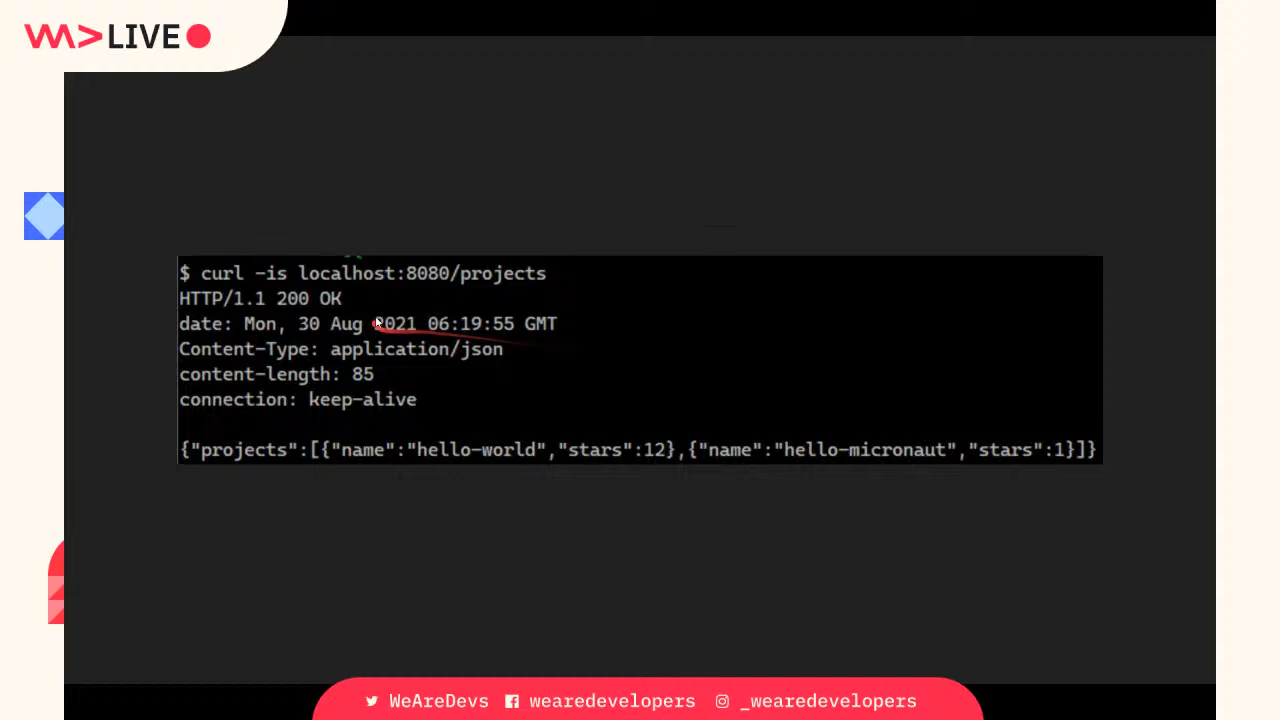 WA>LIVE
$ curl -is localhost:8080/projects
HTTP/1.1 200 OK
date: Mon, 30 Aug 2021 06:19:55 GMT
Content-Type: application/json
content-length: 85
connection: keep-alive
{"projects":[{"name":"hello-world","stars":12},{"name":"hello-micronaut","stars":1}]}
WeAreDevs wearedevelopers _wearedevelopers